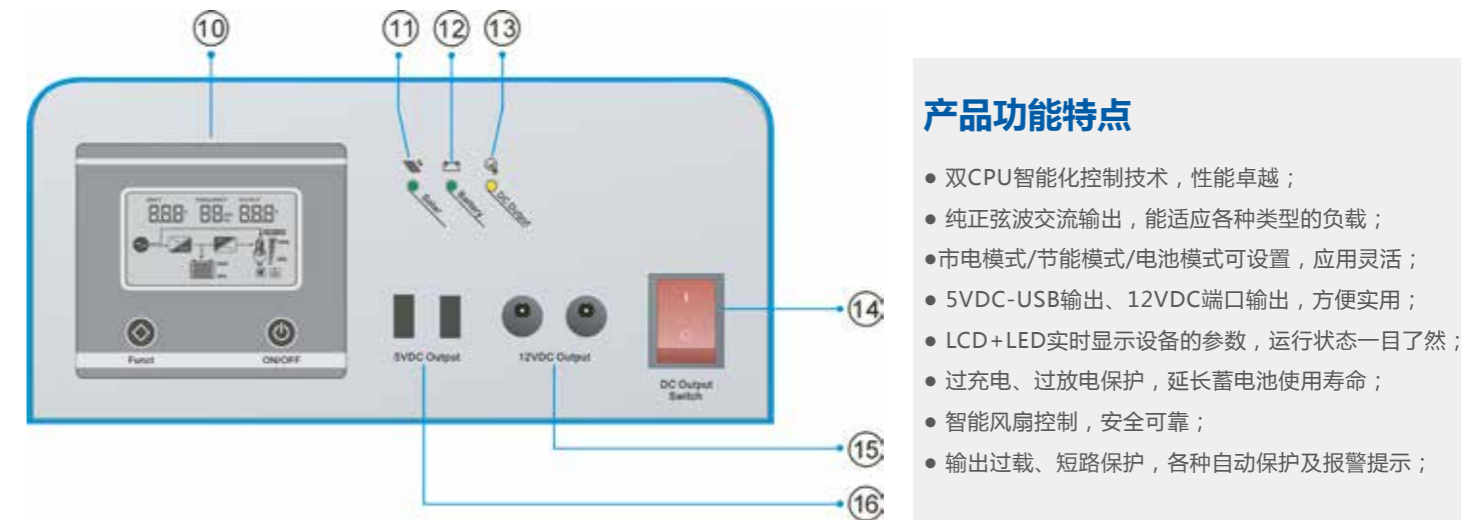 ⑩ ⑪ ⑫ ⑬
Solar
Battery
DC Output
888 88 888
Funct
ON/OFF
5VDC Output
12VDC Output
DC Output
Switch
⑭
⑮
⑯
产品功能特点
● 双CPU智能化控制技术，性能卓越；
● 纯正弦波交流输出，能适应各种类型的负载；
●市电模式/节能模式/电池模式可设置，应用灵活；
● 5VDC-USB输出、12VDC端口输出，方便实用；
● LCD+LED实时显示设备的参数，运行状态一目了然；
● 过充电、过放电保护，延长蓄电池使用寿命；
● 智能风扇控制，安全可靠；
● 输出过载、短路保护，各种自动保护及报警提示；